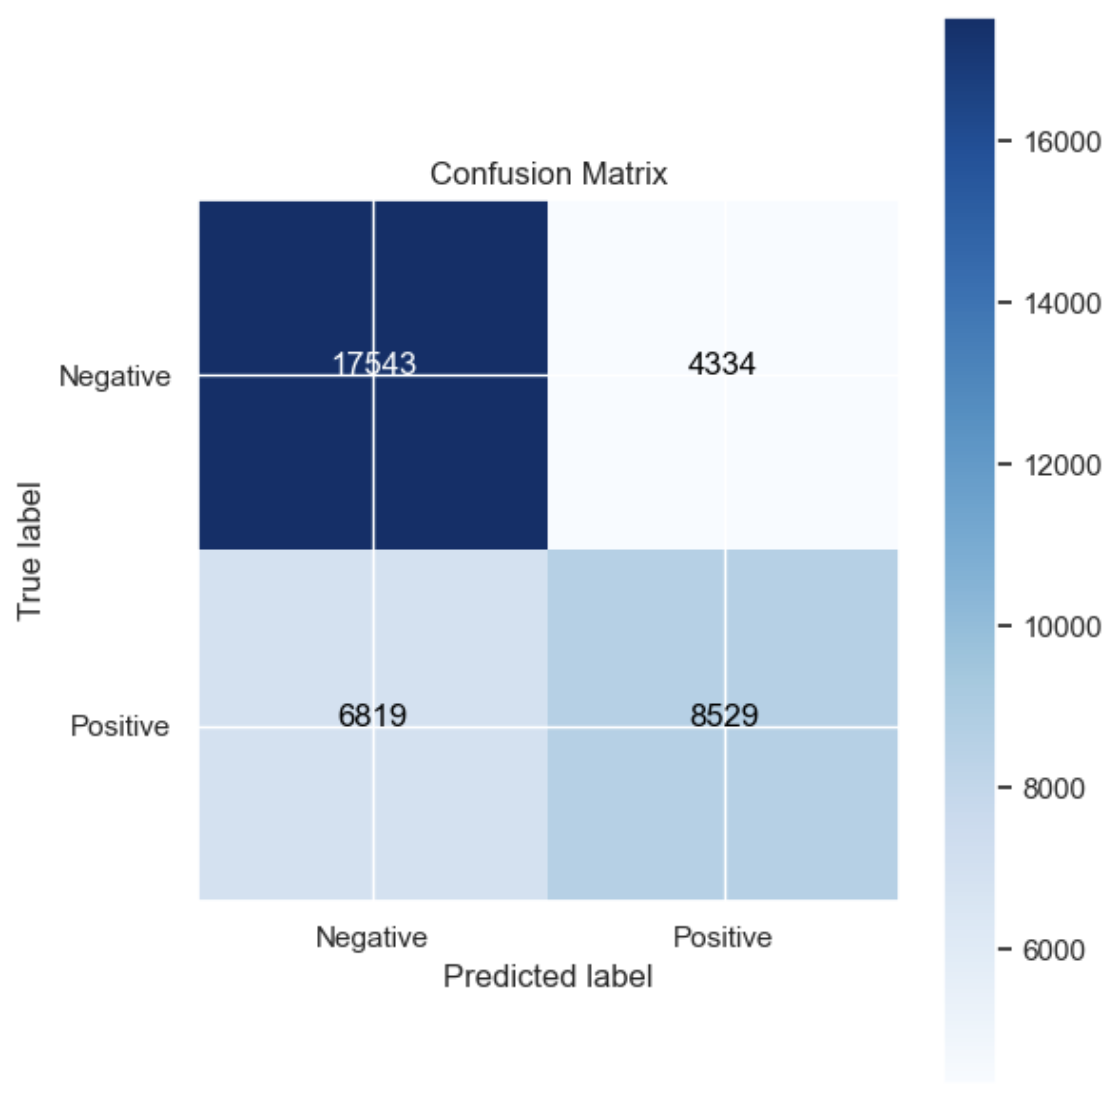 Confusion Matrix
Negative
17543
4334
True label
Positive
6819
8529
Negative
Positive
Predicted label
16000
14000
12000
10000
8000
6000